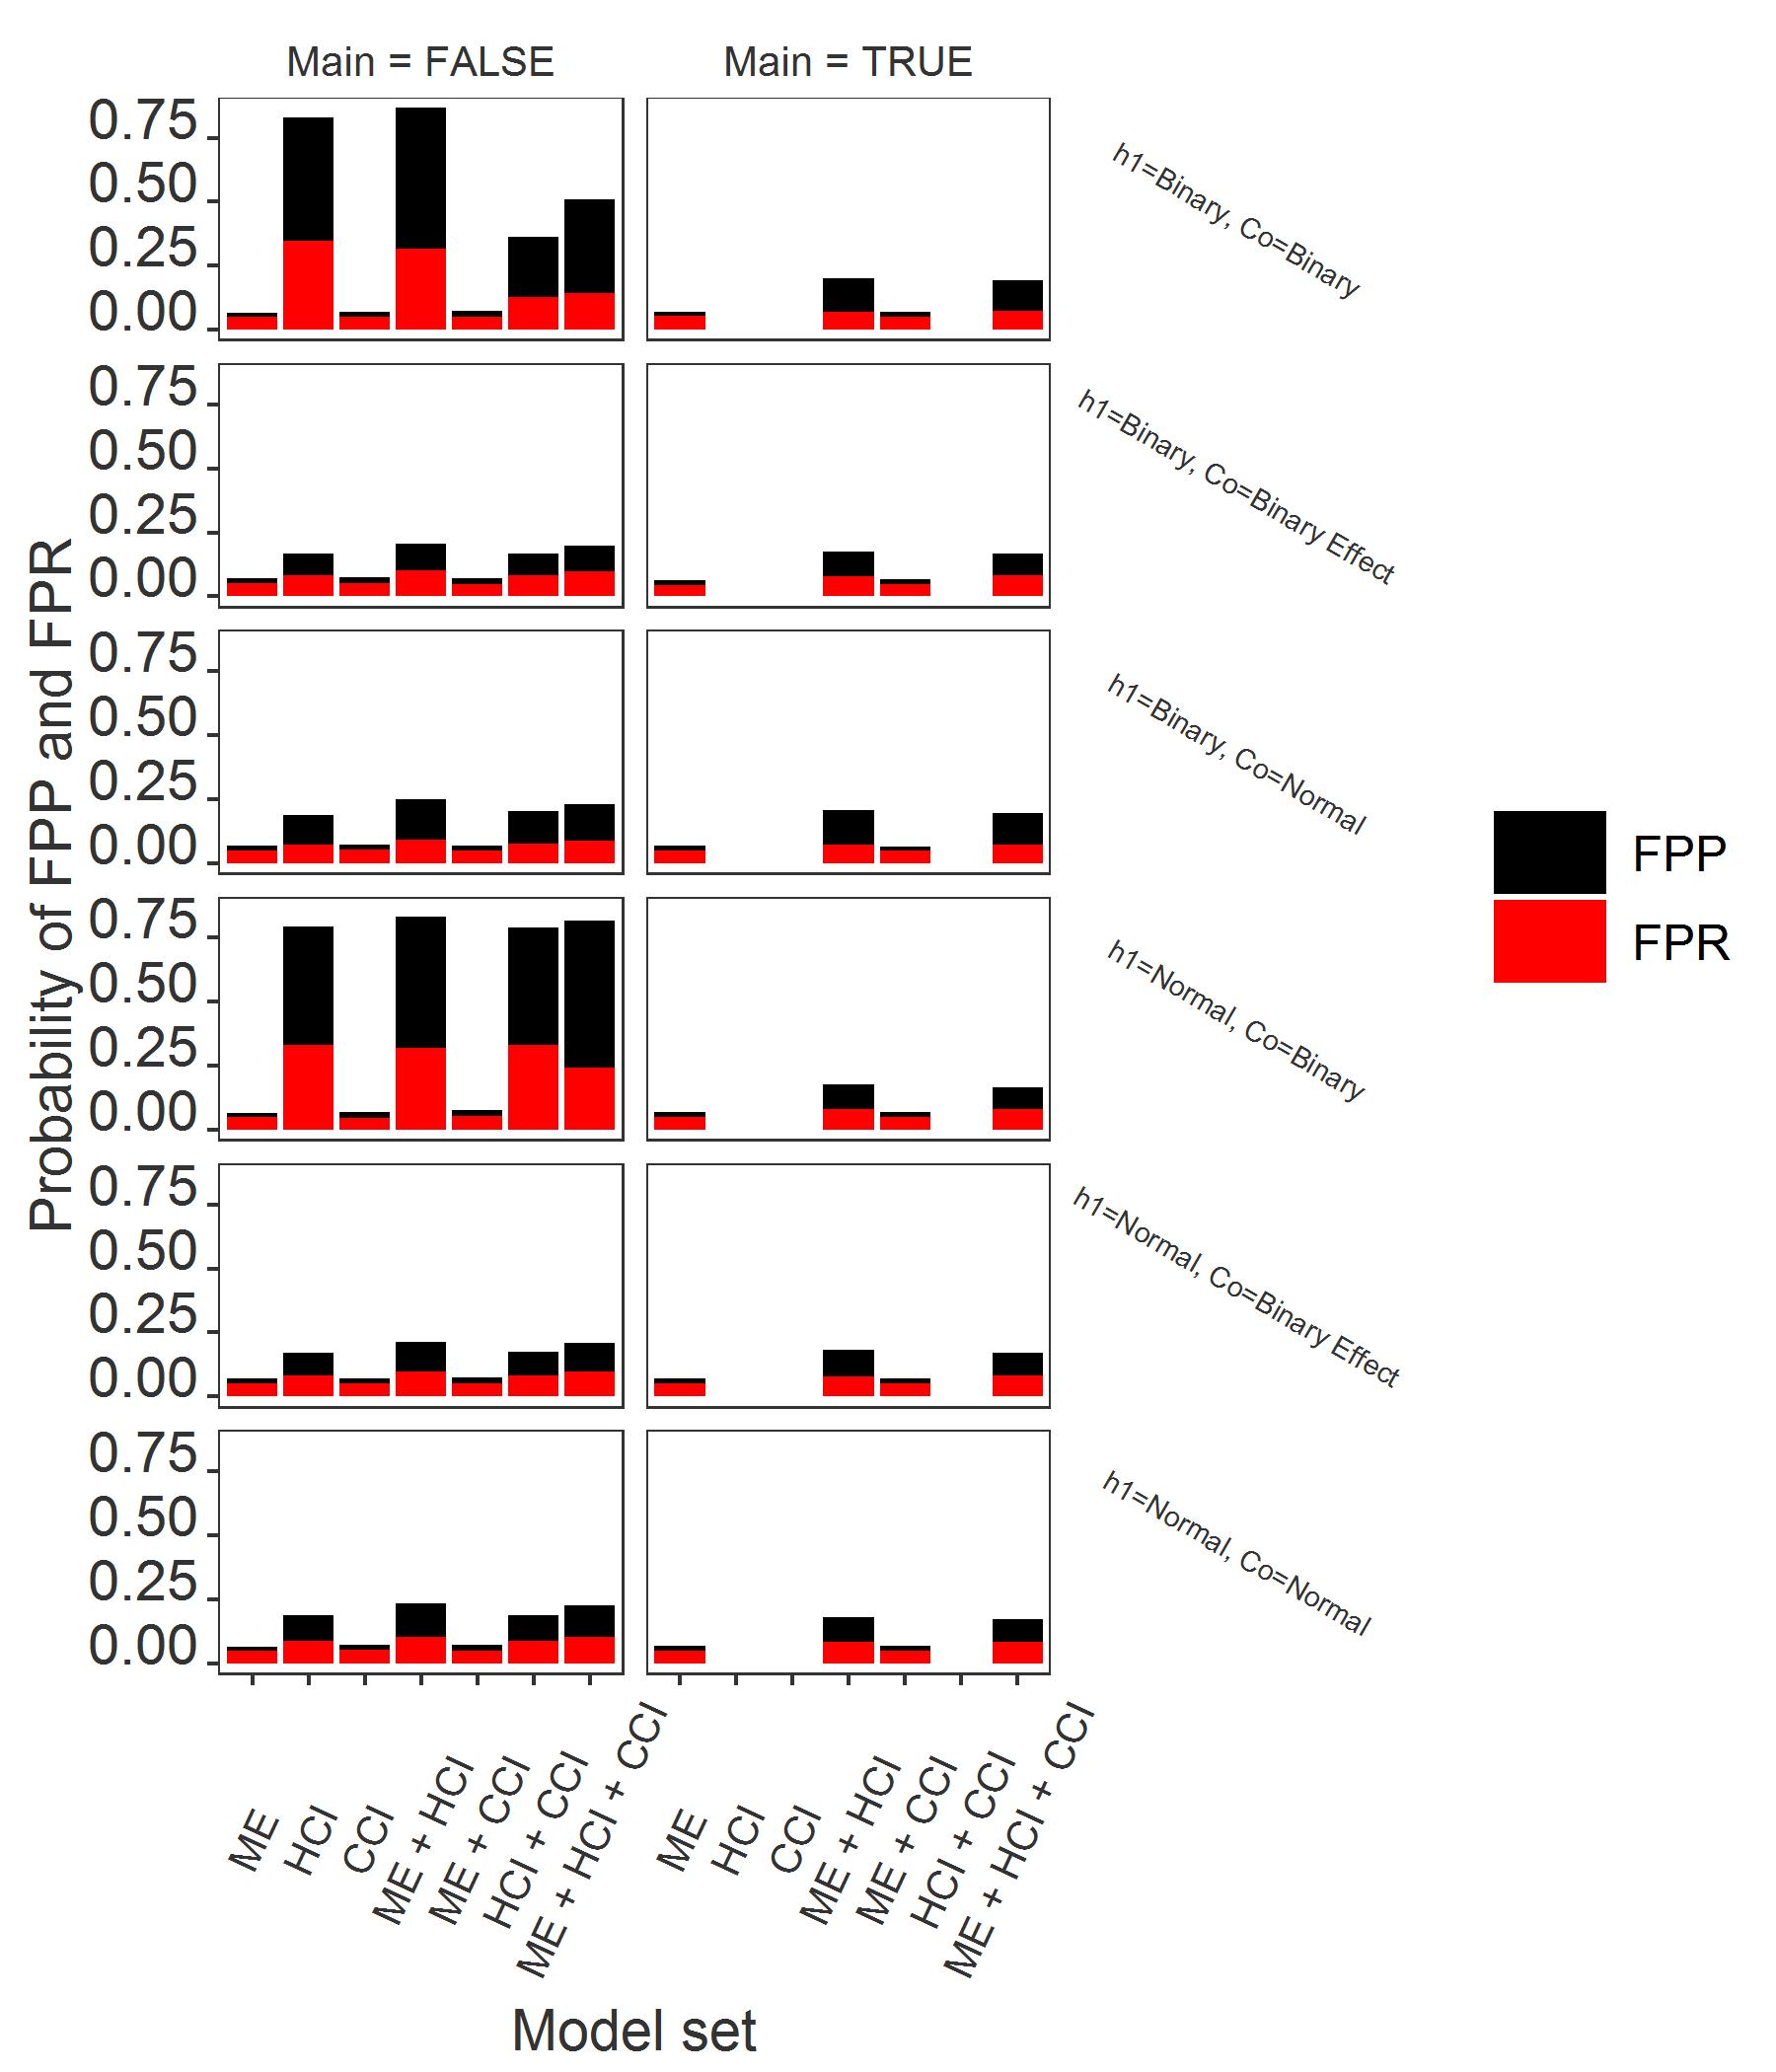 Main = FALSE
Main = TRUE
Probability of FPP and FPR
0.75
0.50
0.25
0.00
h1=Binary, Co=Binary
0.75
0.50
0.25
0.00
h1=Binary, Co=Binary Effect
0.75
0.50
0.25
0.00
h1=Binary, Co=Normal
0.75
0.50
0.25
0.00
h1=Normal, Co=Binary
0.75
0.50
0.25
0.00
h1=Normal, Co=Binary Effect
0.75
0.50
0.25
0.00
h1=Normal, Co=Normal
ME
HCI
CCI
ME + HCI
ME + CCI
HCI + CCI
ME + HCI + CCI
ME
HCI
CCI
ME + HCI
ME + CCI
HCI + CCI
ME + HCI + CCI
Model set
FPP
FPR